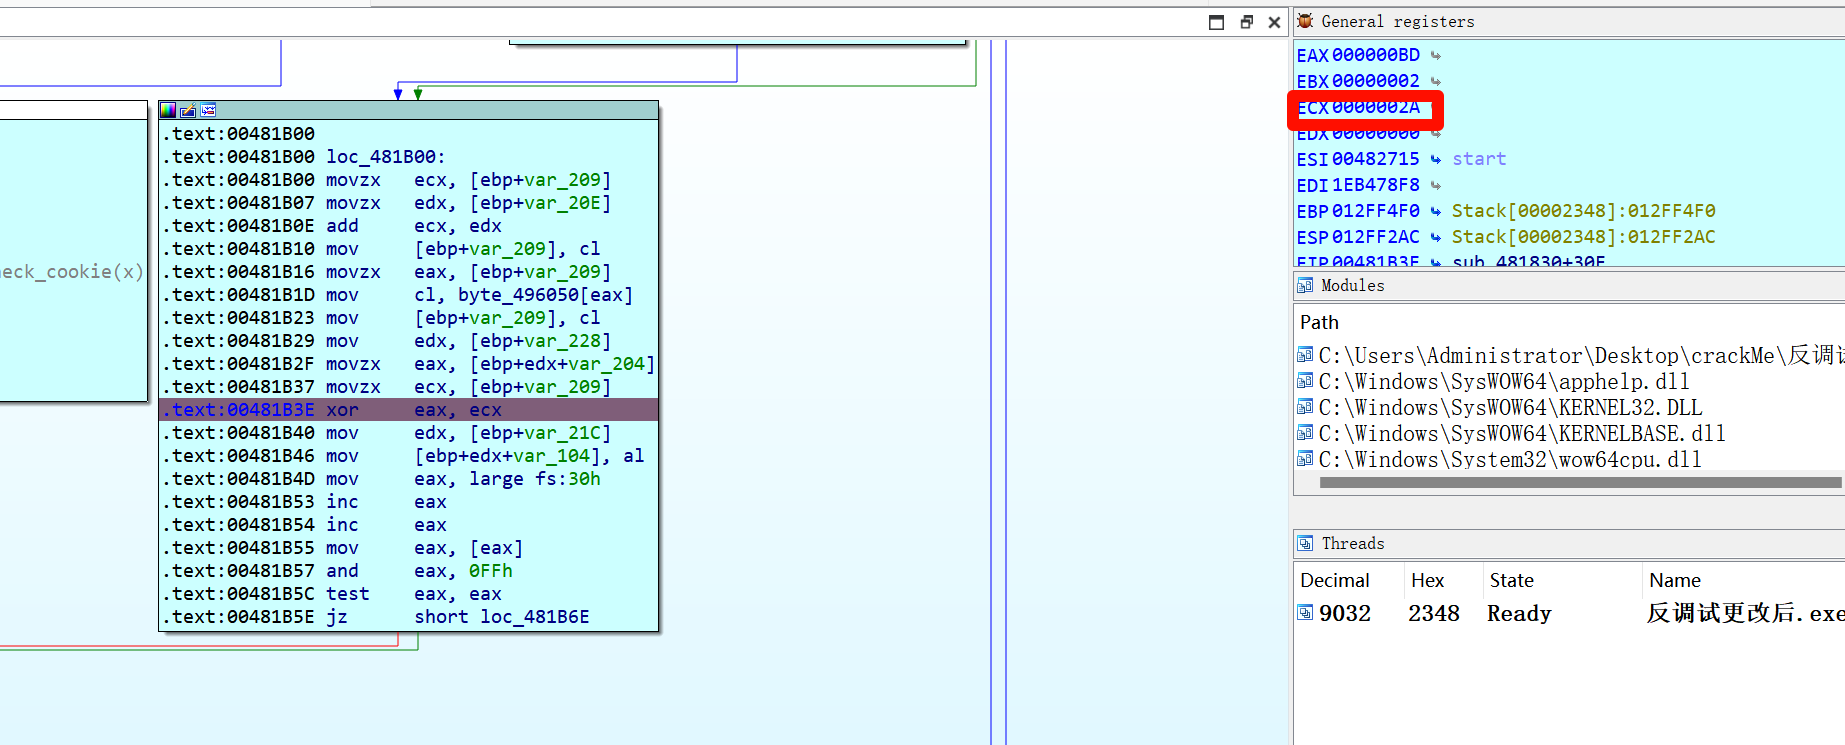 eck_cookie(x)
.text:00481B00
.text:00481B00 loc_481B00:
.text:00481B00 movzx ecx, [ebp+var_209]
.text:00481B07 movzx edx, [ebp+var_20E]
.text:00481B0E add ecx, edx
.text:00481B10 mov [ebp+var_209], cl
.text:00481B16 movzx eax, [ebp+var_209]
.text:00481B1D mov cl, byte_496050[eax]
.text:00481B23 mov [ebp+var_209], cl
.text:00481B29 mov edx, [ebp+var_228]
.text:00481B2F movzx eax, [ebp+edx+var_204]
.text:00481B37 movzx ecx, [ebp+var_209]
.text:00481B3E xor eax, ecx
.text:00481B40 mov edx, [ebp+var_21C]
.text:00481B46 mov [ebp+edx+var_104], al
.text:00481B4D mov eax, large fs:30h
.text:00481B53 inc eax
.text:00481B54 inc eax
.text:00481B55 mov eax, [eax]
.text:00481B57 and eax, 0FFh
.text:00481B5C test eax, eax
.text:00481B5E jz short loc_481B6E
General registers
EAX 000000BD
EBX 00000002
ECX 0000002A
EDX 00000000
ESI 00482715 start
EDI 1EB478F8
EBP 012FF4F0 Stack[00002348]:012FF4F0
ESP 012FF2AC Stack[00002348]:012FF2AC
EIP 00481B3E sub_481830+30E
Modules
Path
C:\Users\Administrator\Desktop\crackMe\反调
C:\Windows\SysWOW64\apphelp.dll
C:\Windows\SysWOW64\KERNEL32.DLL
C:\Windows\SysWOW64\KERNELBASE.dll
C:\Windows\System32\wow64cpu.dll
Threads
Decimal Hex State Name
9032 2348 Ready 反调试更改后.exe